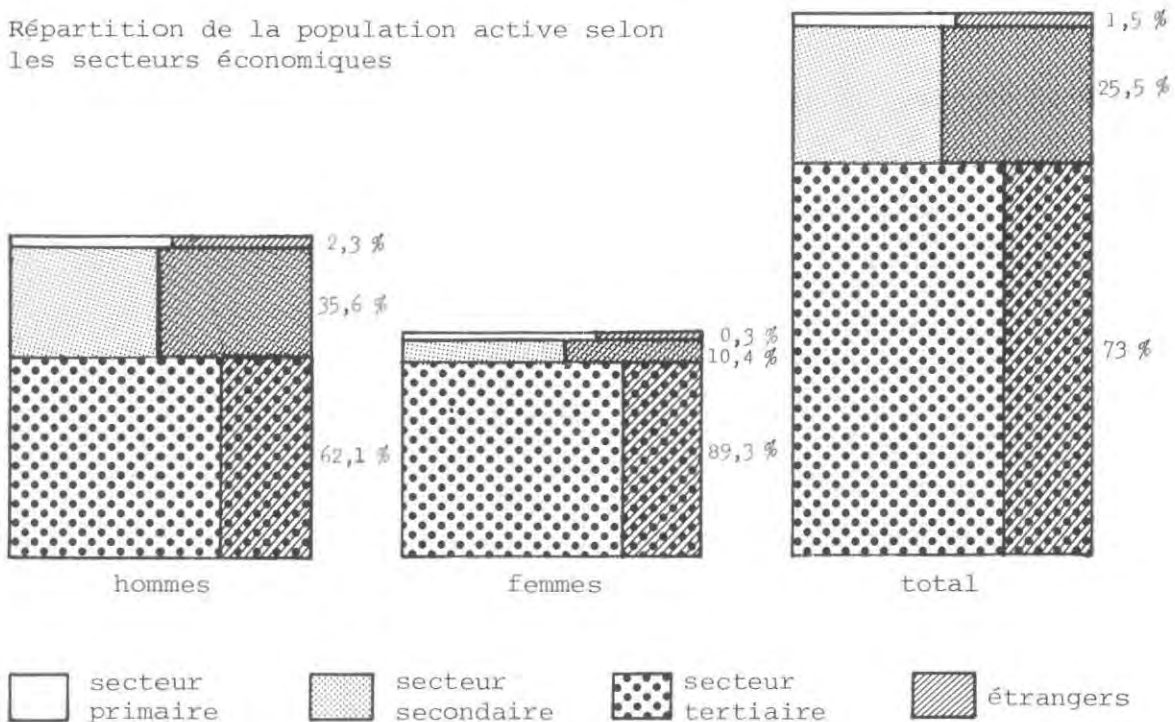 Répartition de la population active selon
les secteurs économiques
1,5 %
25,5 %
73 %
2,3 %
35,6 %
62,1 %
0,3 %
10,4 %
89,3 %
hommes
femmes
total
secteur
primaire
secteur
secondaire
secteur
tertiaire
étrangers